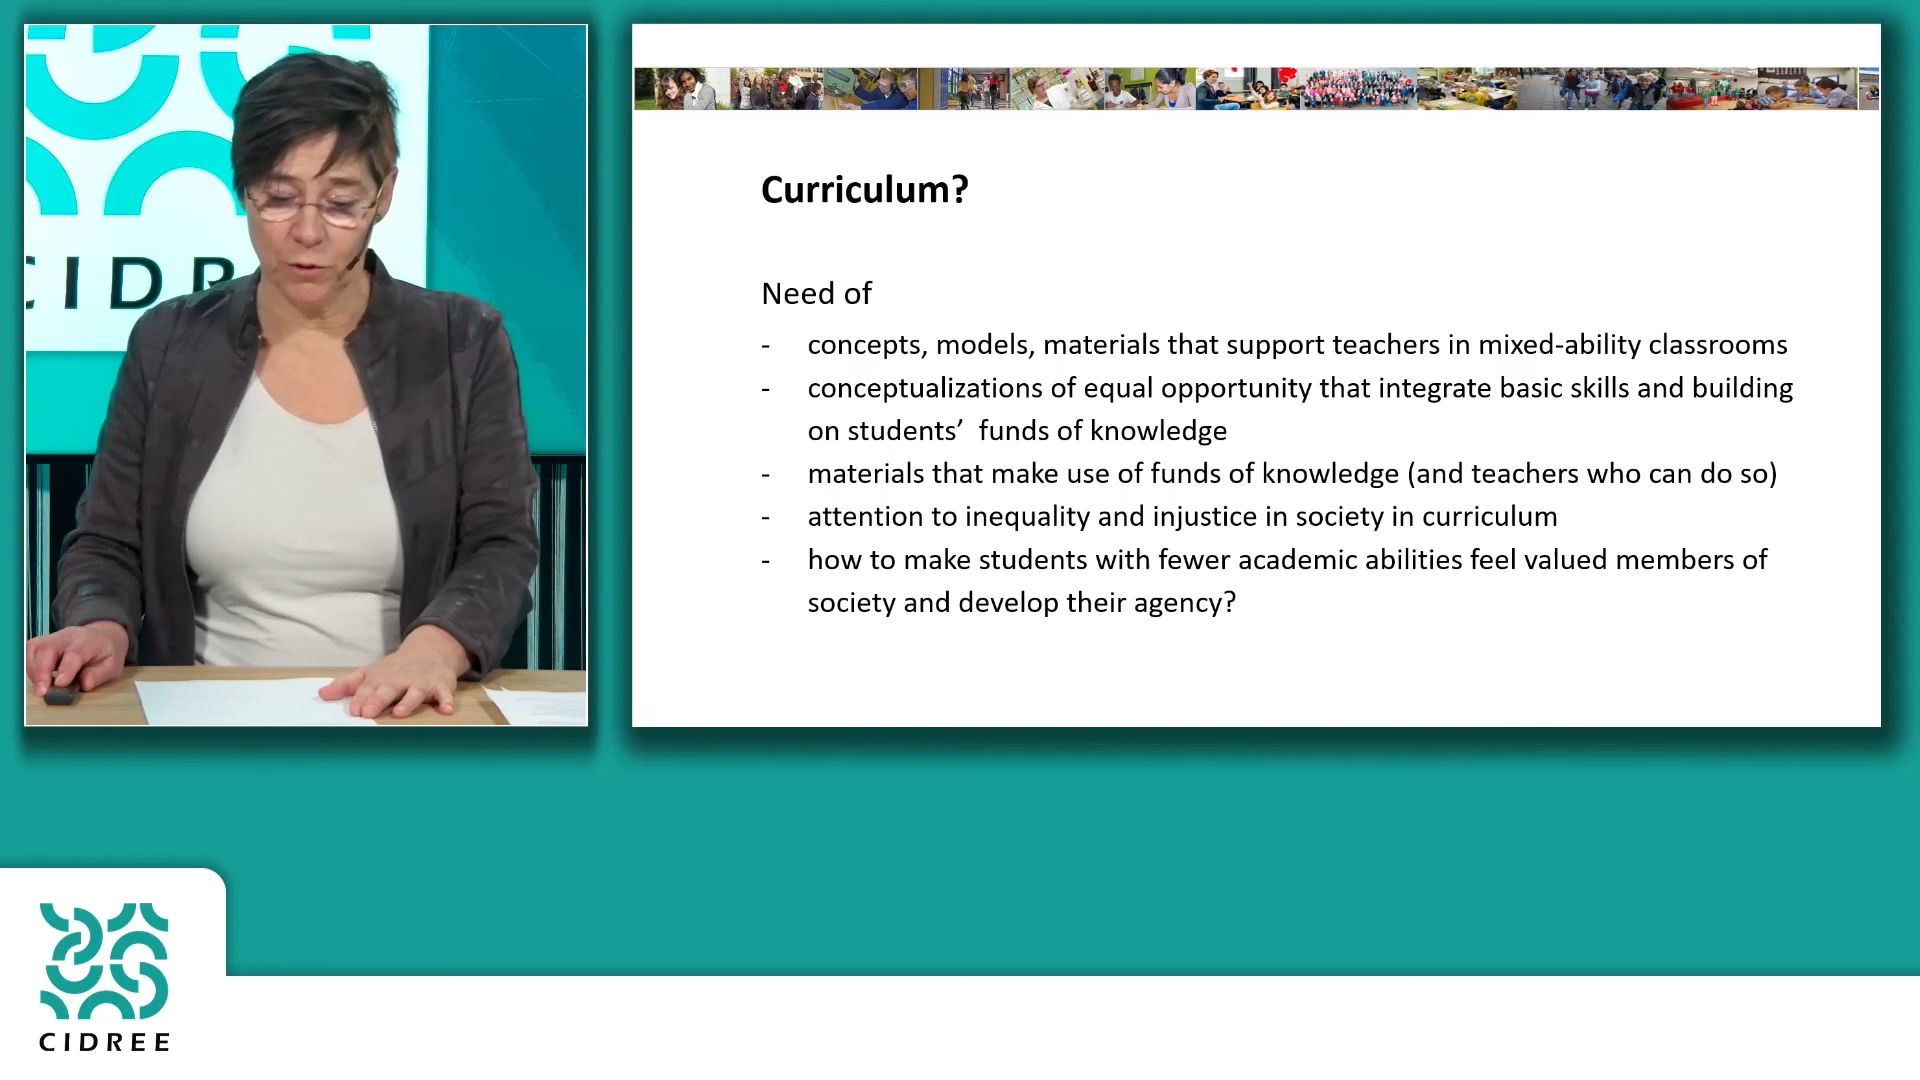 CIDR
Curriculum?
Need of
- concepts, models, materials that support teachers in mixed-ability classrooms
- conceptualizations of equal opportunity that integrate basic skills and building
on students’  funds of knowledge
- materials that make use of funds of knowledge (and teachers who can do so)
- attention to inequality and injustice in society in curriculum
- how to make students with fewer academic abilities feel valued members of
society and develop their agency?
CIDREE